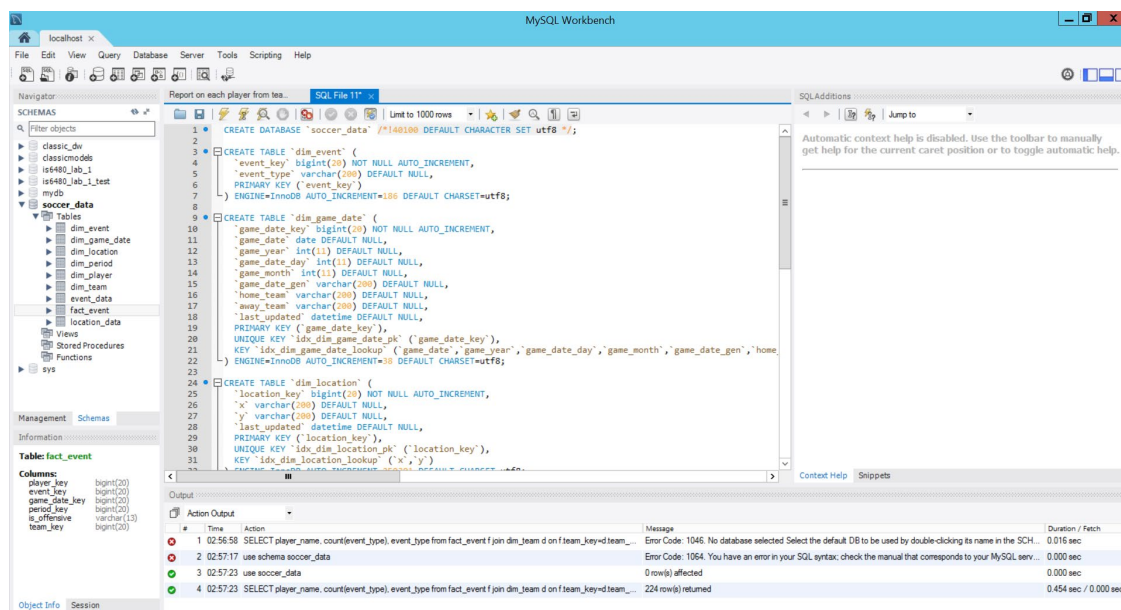 MySQL Workbench
localhost ×
File Edit View Query Database Server Tools Scripting Help
Navigator
SCHEMAS
Filter objects
classic_dw
classicmodels
is6480_lab_1
is6480_lab_1_test
mydb
soccer_data
Tables
dim_event
dim_game_date
dim_location
dim_period
dim_player
dim_team
event_data
fact_event
location_data
Views
Stored Procedures
Functions
sys
Management Schemas
Information
Table: fact_event
Columns:
player_key bigint(20)
event_key bigint(20)
game_date_key bigint(20)
period_key bigint(20)
is_offensive varchar(13)
team_key bigint(20)
Object Info Session
Report on each player from tea... SQL File 11* ×
Limit to 1000 rows
1 CREATE DATABASE `soccer_data` /*!40100 DEFAULT CHARACTER SET utf8 */;
2
3 CREATE TABLE `dim_event` (
4 `event_key` bigint(20) NOT NULL AUTO_INCREMENT,
5 `event_type` varchar(200) DEFAULT NULL,
6 PRIMARY KEY (`event_key`)
7 ) ENGINE=InnoDB AUTO_INCREMENT=186 DEFAULT CHARSET=utf8;
8
9 CREATE TABLE `dim_game_date` (
10 `game_date_key` bigint(20) NOT NULL AUTO_INCREMENT,
11 `game_date` date DEFAULT NULL,
12 `game_year` int(11) DEFAULT NULL,
13 `game_date_day` int(11) DEFAULT NULL,
14 `game_month` int(11) DEFAULT NULL,
15 `game_date_gen` varchar(200) DEFAULT NULL,
16 `home_team` varchar(200) DEFAULT NULL,
17 `away_team` varchar(200) DEFAULT NULL,
18 `last_updated` datetime DEFAULT NULL,
19 PRIMARY KEY (`game_date_key`),
20 UNIQUE KEY `idx_dim_game_date_pk` (`game_date_key`),
21 KEY `idx_dim_game_date_lookup` (`game_date`,`game_year`,`game_date_day`,`game_month`,`game_date_gen`,`home_
22 ) ENGINE=InnoDB AUTO_INCREMENT=38 DEFAULT CHARSET=utf8;
23
24 CREATE TABLE `dim_location` (
25 `location_key` bigint(20) NOT NULL AUTO_INCREMENT,
26 `x` varchar(200) DEFAULT NULL,
27 `y` varchar(200) DEFAULT NULL,
28 `last_updated` datetime DEFAULT NULL,
29 PRIMARY KEY (`location_key`),
30 UNIQUE KEY `idx_dim_location_pk` (`location_key`),
31 KEY `idx_dim_location_lookup` (`x`,`y`)
SQLAdditions
Jump to
Automatic context help is disabled. Use the toolbar to manually
get help for the current caret position or to toggle automatic help.
Context Help Snippets
Output
Action Output
# Time Action Message Duration / Fetch
1 02:56:58 SELECT player_name, count(event_type), event_type from fact_event f join dim_team d on f.team_key=d.team_... Error Code: 1046. No database selected Select the default DB to be used by double-clicking its name in the SCH... 0.016 sec
2 02:57:17 use schema soccer_data Error Code: 1064. You have an error in your SQL syntax; check the manual that corresponds to your MySQL serv... 0.000 sec
3 02:57:23 use soccer_data 0 row(s) affected 0.000 sec
4 02:57:23 SELECT player_name, count(event_type), event_type from fact_event f join dim_team d on f.team_key=d.team_... 224 row(s) returned 0.454 sec / 0.000 sec